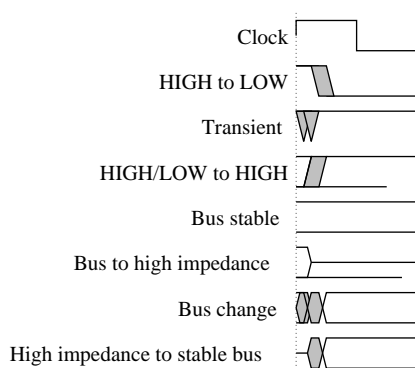 Clock
HIGH to LOW
Transient
HIGH/LOW to HIGH
Bus stable
Bus to high impedance
Bus change
High impedance to stable bus